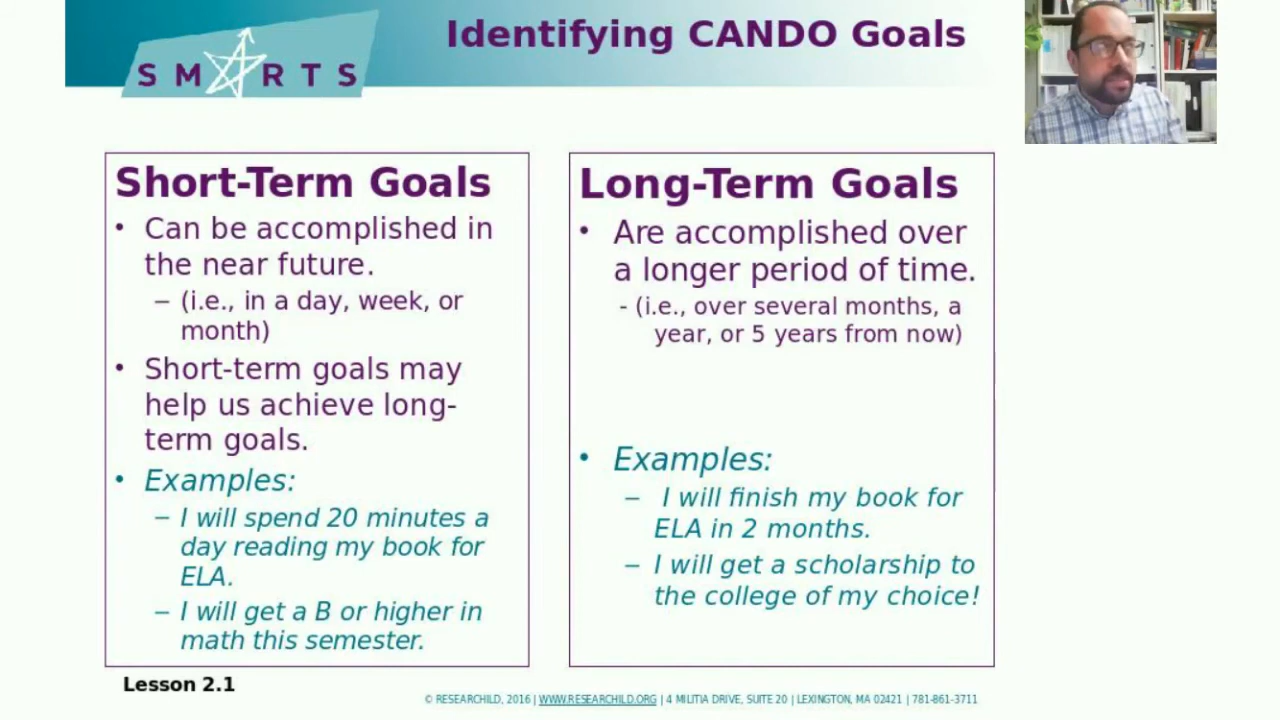 Identifying CANDO Goals
S M A R T S
Short-Term Goals
• Can be accomplished in
the near future.
– (i.e., in a day, week, or
month)
• Short-term goals may
help us achieve long-
term goals.
• Examples:
– I will spend 20 minutes a
day reading my book for
ELA.
– I will get a B or higher in
math this semester.
Long-Term Goals
• Are accomplished over
a longer period of time.
- (i.e., over several months, a
year, or 5 years from now)
• Examples:
– I will finish my book for
ELA in 2 months.
– I will get a scholarship to
the college of my choice!
Lesson 2.1
© RESEARCHILD, 2016 | WWW.RESEARCHILD.ORG | 4 MILITIA DRIVE, SUITE 20 | LEXINGTON, MA 02421 | 781-861-3711